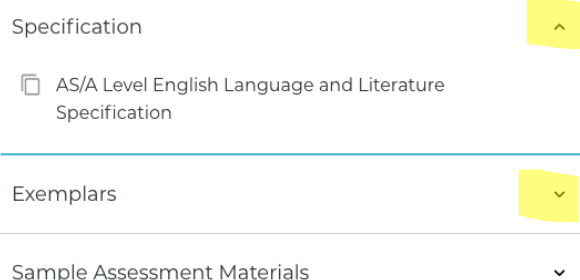 Specification
AS/A Level English Language and Literature
Specification
Exemplars
Sample Assessment Materials